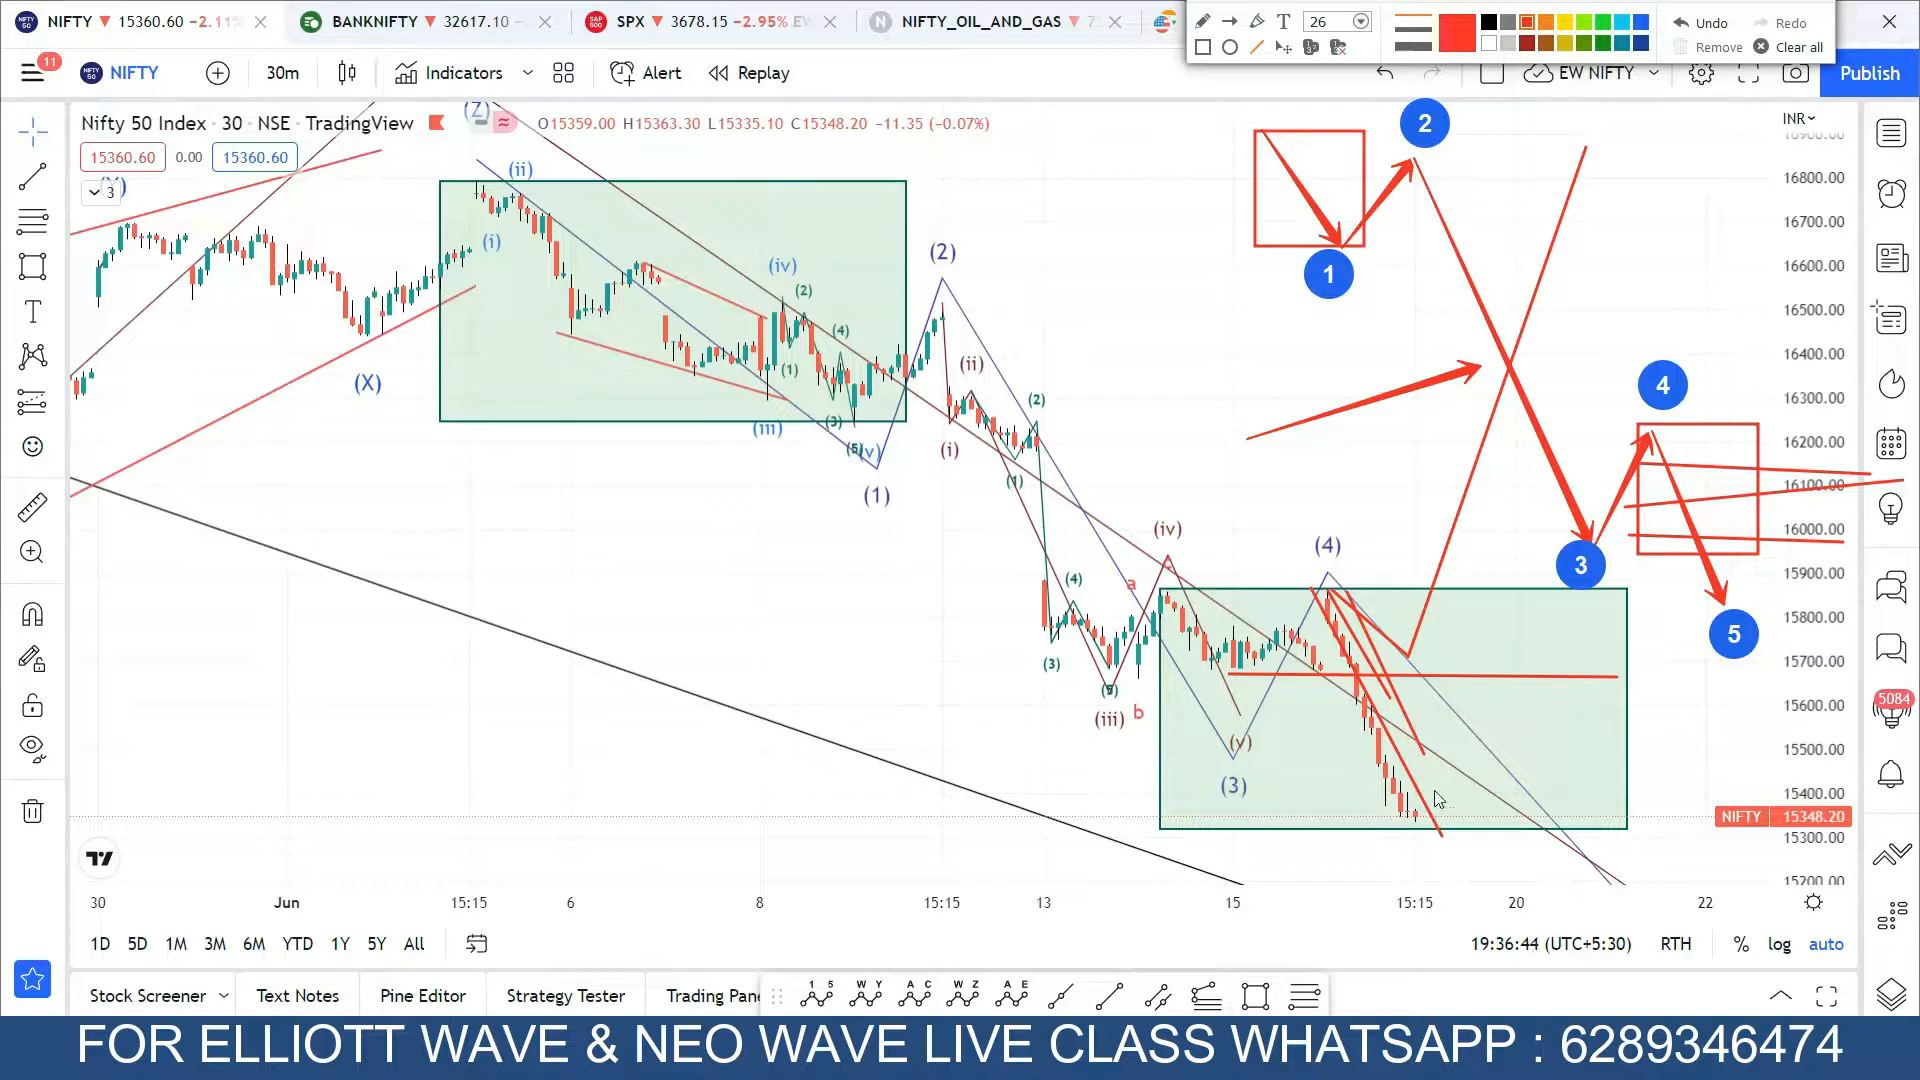 NIFTY ▼ 15360.60 −2.11%
BANKNIFTY ▼ 32617.10 −
SPX ▼ 3678.15 −2.95%
NIFTY_OIL_AND_GAS ▼
26
Undo Redo
Remove Clear all
11
NIFTY
30m
Indicators
Alert
Replay
EW NIFTY
Publish
Nifty 50 Index · 30 · NSE · TradingView
O15359.00 H15363.30 L15335.10 C15348.20 −11.35 (−0.07%)
INR
15360.60 0.00 15360.60
3
(Z)
(ii)
(i)
(X)
(iv)
(2)
(4)
(1)
(3)
(iii)
(5)
(v)
(1)
(2)
(ii)
(i)
(2)
(1)
(4)
(3)
(5)
(iii)
a
b
c
(iv)
(v)
(3)
(4)
1
2
3
4
5
16800.00
16700.00
16600.00
16500.00
16400.00
16300.00
16200.00
16100.00
16000.00
15900.00
15800.00
15700.00
15600.00
15500.00
15400.00
NIFTY 15348.20
15300.00
15200.00
5084
30 Jun 15:15 6 8 15:15 13 15 15:15 20 22
1D 5D 1M 3M 6M YTD 1Y 5Y All
19:36:44 (UTC+5:30) RTH % log auto
Stock Screener Text Notes Pine Editor Strategy Tester Trading Pane
1 5 W Y A C W Z A E
FOR ELLIOTT WAVE & NEO WAVE LIVE CLASS WHATSAPP : 6289346474